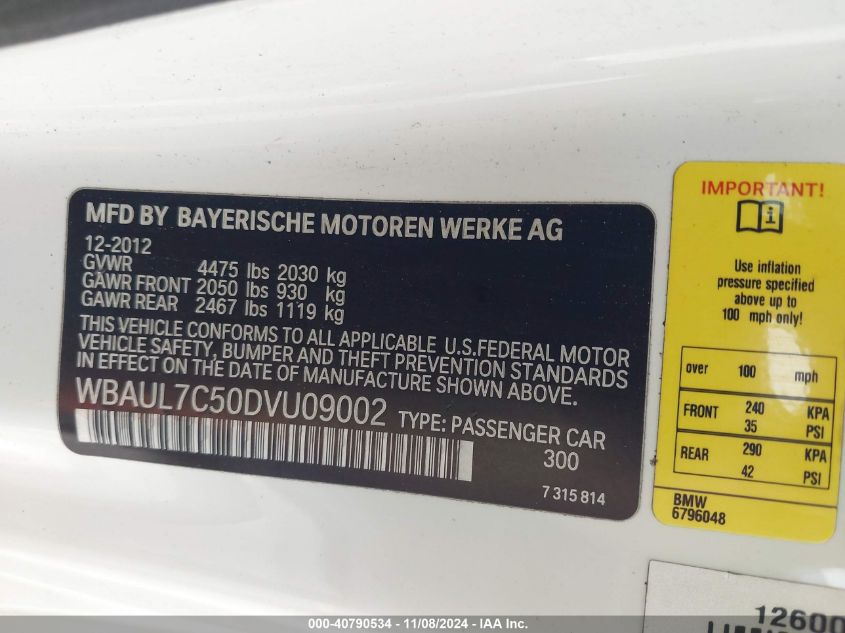 MFD BY BAYERISCHE MOTOREN WERKE AG
12-2012
GVWR 4475 lbs 2030 kg
GAWR FRONT 2050 lbs 930 kg
GAWR REAR 2467 lbs 1119 kg
THIS VEHICLE CONFORMS TO ALL APPLICABLE U.S.FEDERAL MOTOR
VEHICLE SAFETY, BUMPER AND THEFT PREVENTION STANDARDS
IN EFFECT ON THE DATE OF MANUFACTURE SHOWN ABOVE.
WBAUL7C50DVU09002 TYPE: PASSENGER CAR
300
7 315 814
IMPORTANT!
Use inflation
pressure specified
above up to
100 mph only!
over 100 mph
FRONT 240 KPA
35 PSI
REAR 290 KPA
42 PSI
BMW
6796048
12600
000-40790534 - 11/08/2024 - IAA Inc.